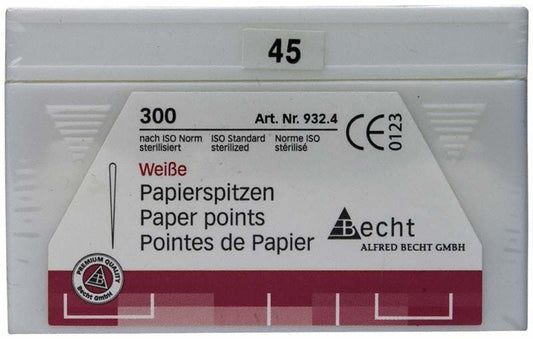 45
300 Art. Nr. 932.4
nach ISO Norm ISO Standard Norme ISO
sterilisiert sterilized stérilisé
CE 0123
Weiße
Papierspitzen
Paper points
Pointes de Papier
Becht
ALFRED BECHT GMBH
PREMIUM QUALITY
Becht GmbH